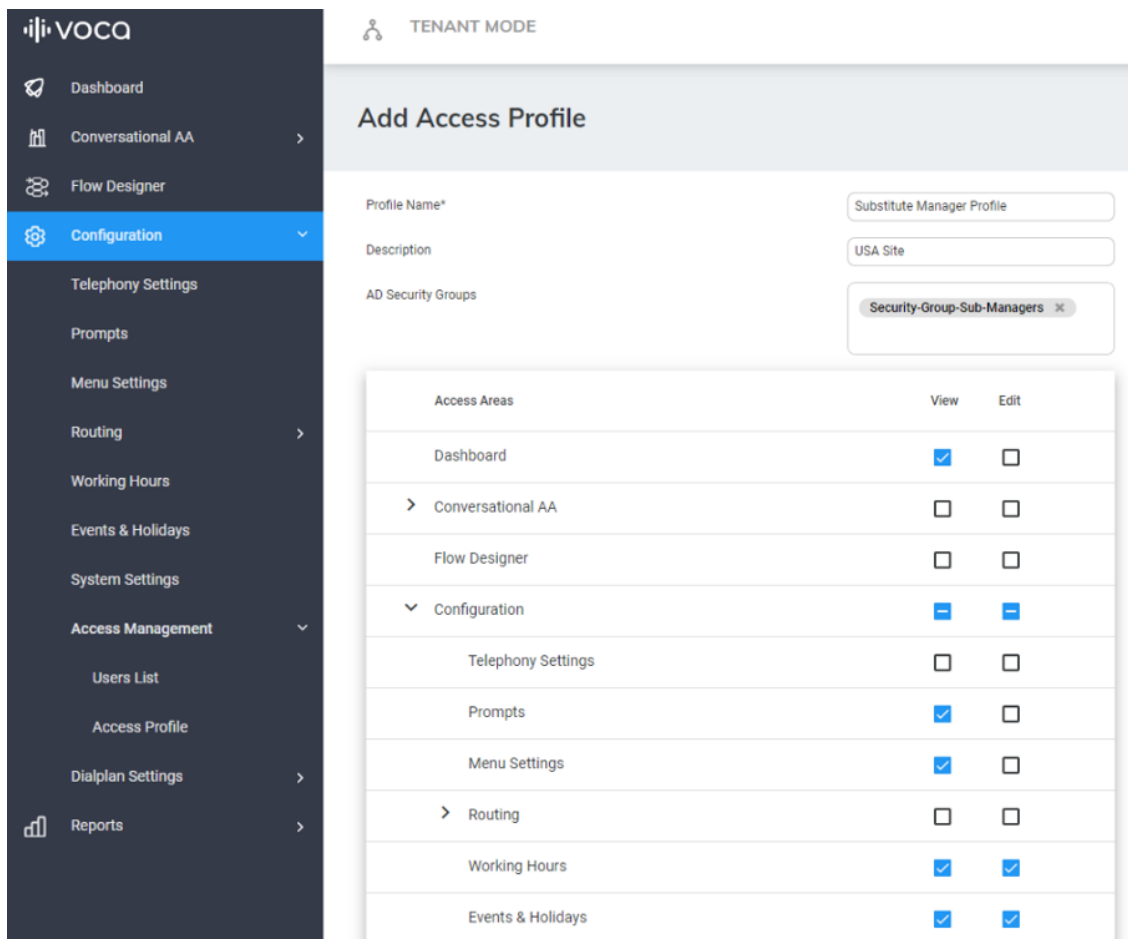 voca
Dashboard
Conversational AA
Flow Designer
Configuration
Telephony Settings
Prompts
Menu Settings
Routing
Working Hours
Events & Holidays
System Settings
Access Management
Users List
Access Profile
Dialplan Settings
Reports
TENANT MODE
Add Access Profile
Profile Name* Substitute Manager Profile
Description USA Site
AD Security Groups Security-Group-Sub-Managers
Access Areas View Edit
Dashboard
Conversational AA
Flow Designer
Configuration
Telephony Settings
Prompts
Menu Settings
Routing
Working Hours
Events & Holidays